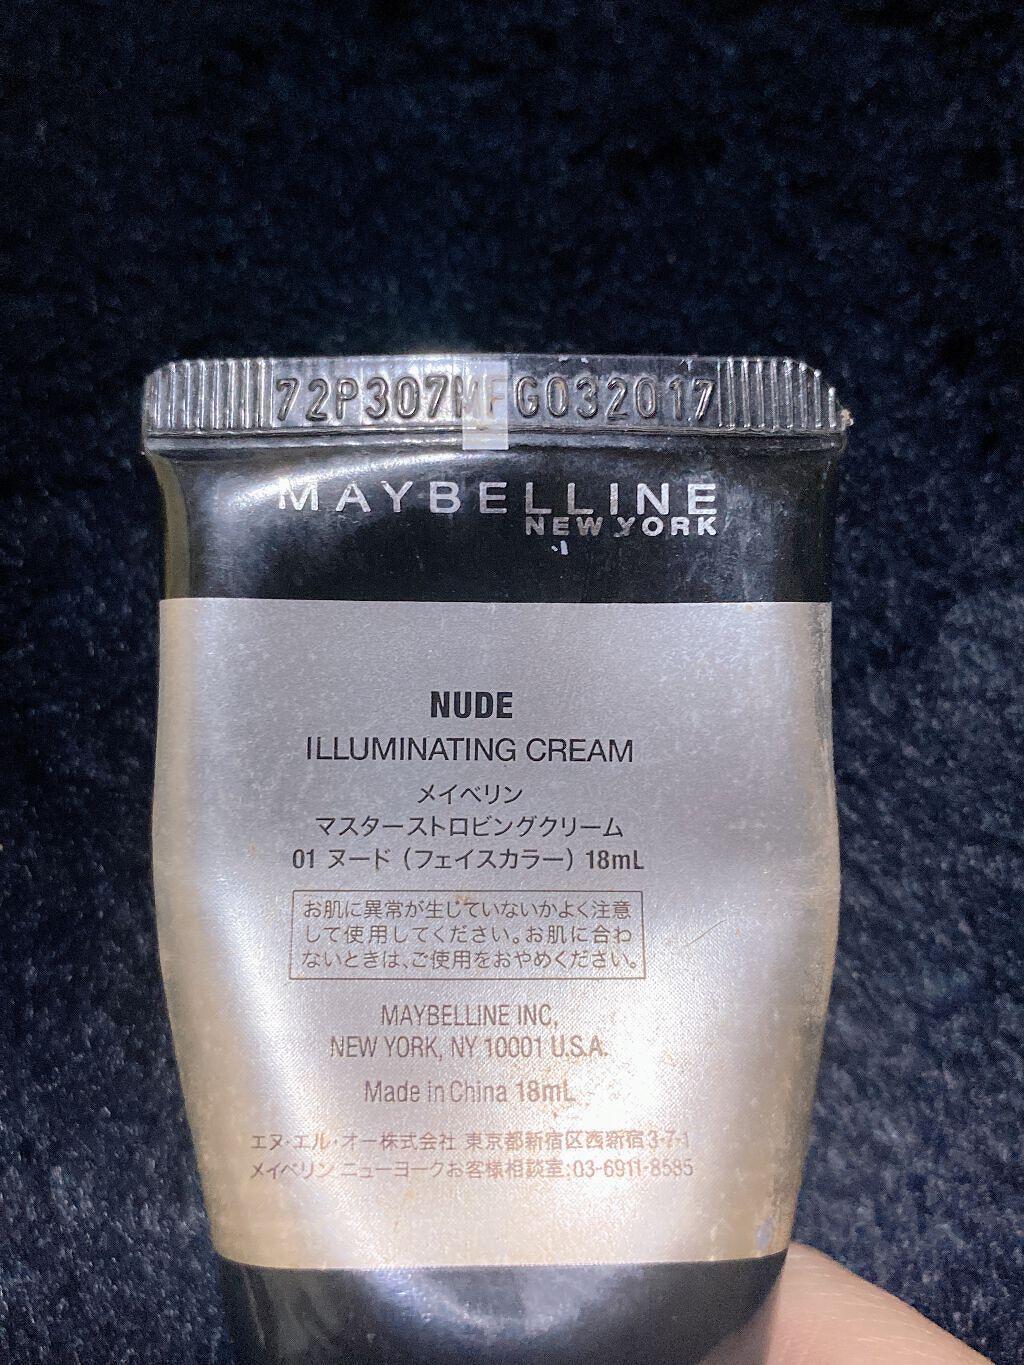 72P307MFG032017
MAYBELLINE
NEW YORK
NUDE
ILLUMINATING CREAM
メイベリン
マスターストロビングクリーム
01 ヌード（フェイスカラー）18mL
お肌に異常が生じていないかよく注意
して使用してください。お肌に合わ
ないときは、ご使用をおやめください。
MAYBELLINE INC,
NEW YORK, NY 10001 U.S.A.
Made in China 18mL
エヌ・エル・オー株式会社 東京都新宿区西新宿3-7-1
メイベリン ニューヨークお客様相談室:03-6911-8585